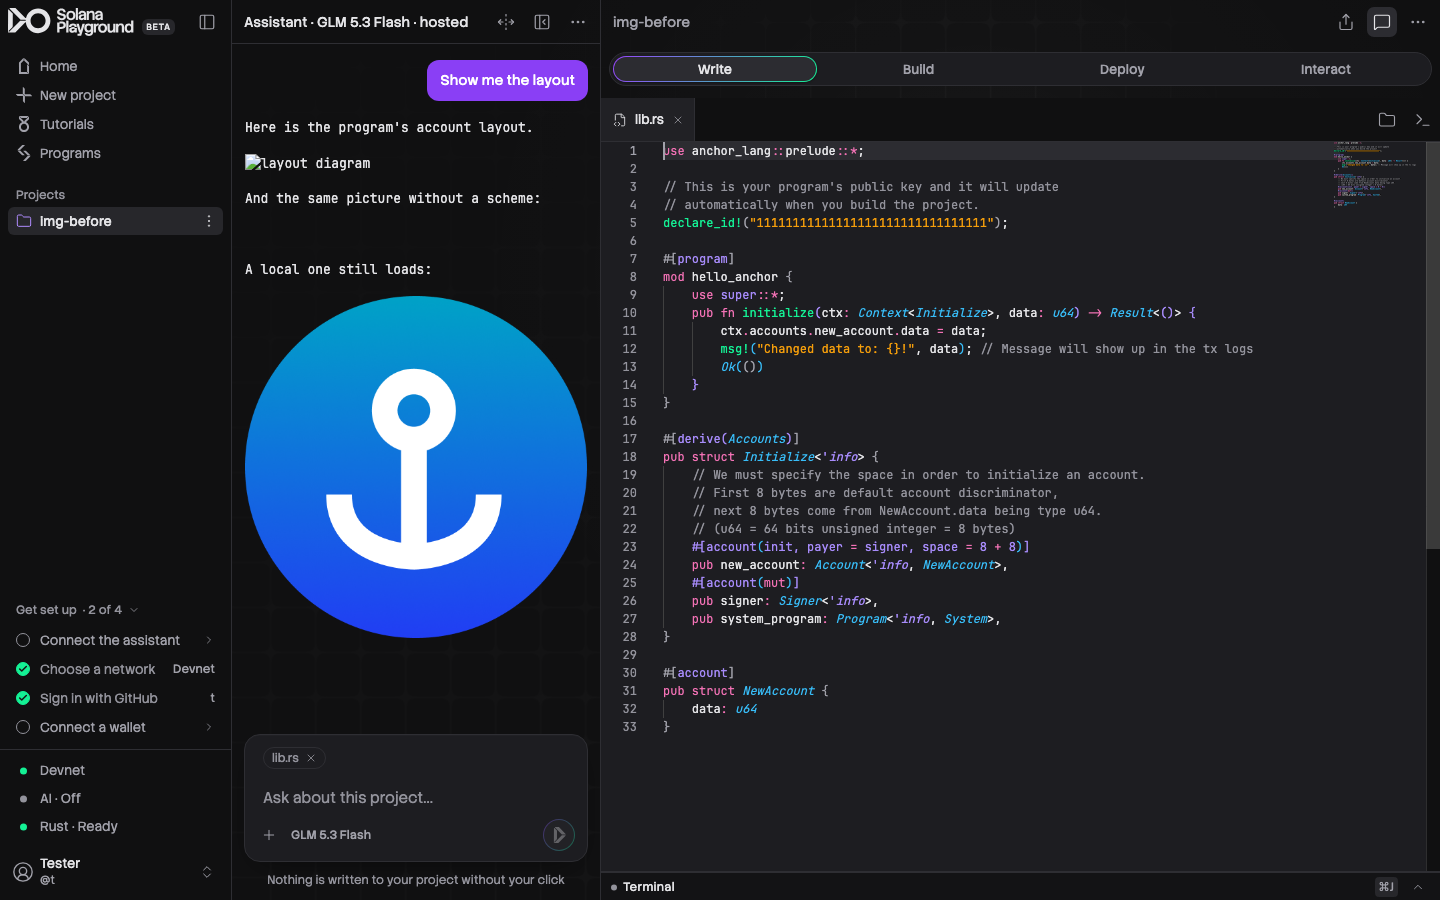 Solana
Playground
BETA
Home
New project
Tutorials
Programs
Projects
img-before
Get set up · 2 of 4
Connect the assistant
Choose a network Devnet
Sign in with GitHub t
Connect a wallet
Devnet
AI · Off
Rust · Ready
Tester
@t
Assistant · GLM 5.3 Flash · hosted
Show me the layout
Here is the program's account layout.
layout diagram
And the same picture without a scheme:
A local one still loads:
lib.rs
Ask about this project...
GLM 5.3 Flash
Nothing is written to your project without your click
img-before
Write Build Deploy Interact
lib.rs
1 use anchor_lang::prelude::*;
2
3 // This is your program's public key and it will update
4 // automatically when you build the project.
5 declare_id!("11111111111111111111111111111111");
6
7 #[program]
8 mod hello_anchor {
9 use super::*;
10 pub fn initialize(ctx: Context<Initialize>, data: u64) -> Result<()> {
11 ctx.accounts.new_account.data = data;
12 msg!("Changed data to: {}!", data); // Message will show up in the tx logs
13 Ok(())
14 }
15 }
16
17 #[derive(Accounts)]
18 pub struct Initialize<'info> {
19 // We must specify the space in order to initialize an account.
20 // First 8 bytes are default account discriminator,
21 // next 8 bytes come from NewAccount.data being type u64.
22 // (u64 = 64 bits unsigned integer = 8 bytes)
23 #[account(init, payer = signer, space = 8 + 8)]
24 pub new_account: Account<'info, NewAccount>,
25 #[account(mut)]
26 pub signer: Signer<'info>,
27 pub system_program: Program<'info, System>,
28 }
29
30 #[account]
31 pub struct NewAccount {
32 data: u64
33 }
Terminal
⌘J